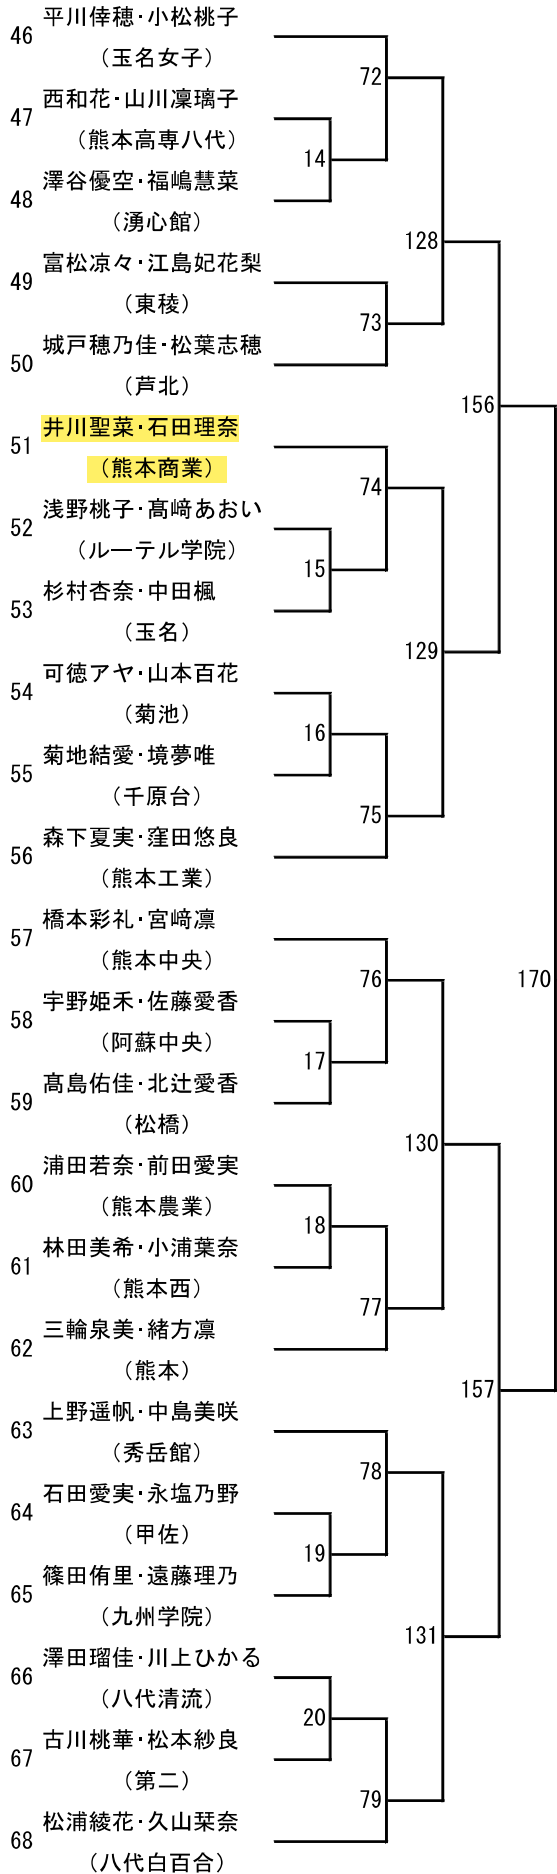 46 平川倖穂・小松桃子
（玉名女子）
72
47 西和花・山川凜璃子
（熊本高専八代）
14
48 澤谷優空・福嶋慧菜
（湧心館）
128
49 富松凉々・江島妃花梨
（東稜）
73
50 城戸穂乃佳・松葉志穂
（芦北）
156
51 井川聖菜・石田理奈
（熊本商業）
74
52 浅野桃子・髙﨑あおい
（ルーテル学院）
15
53 杉村杏奈・中田楓
（玉名）
129
54 可徳アヤ・山本百花
（菊池）
16
55 菊地結愛・境夢唯
（千原台）
75
56 森下夏実・窪田悠良
（熊本工業）
57 橋本彩礼・宮﨑凛
（熊本中央）
76
170
58 宇野姫禾・佐藤愛香
（阿蘇中央）
17
59 髙島佑佳・北辻愛香
（松橋）
130
60 浦田若奈・前田愛実
（熊本農業）
18
61 林田美希・小浦葉奈
（熊本西）
77
62 三輪泉美・緒方凛
（熊本）
157
63 上野遥帆・中島美咲
（秀岳館）
78
64 石田愛実・永塩乃野
（甲佐）
19
65 篠田侑里・遠藤理乃
（九州学院）
131
66 澤田瑠佳・川上ひかる
（八代清流）
20
67 古川桃華・松本紗良
（第二）
79
68 松浦綾花・久山栞奈
（八代白百合）